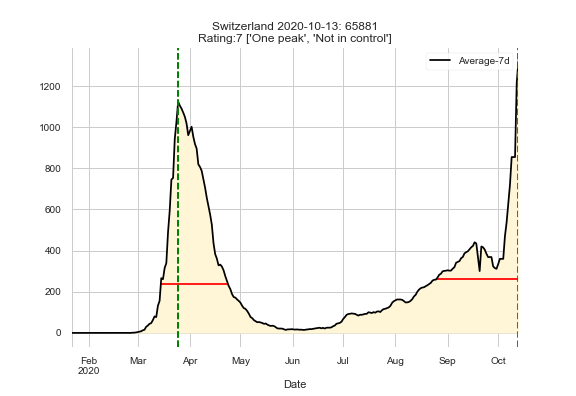 Switzerland 2020-10-13: 65881
Rating:7 ['One peak', 'Not in control']
Average-7d
1200
1000
800
600
400
200
0
Feb Mar Apr May Jun Jul Aug Sep Oct
2020
Date